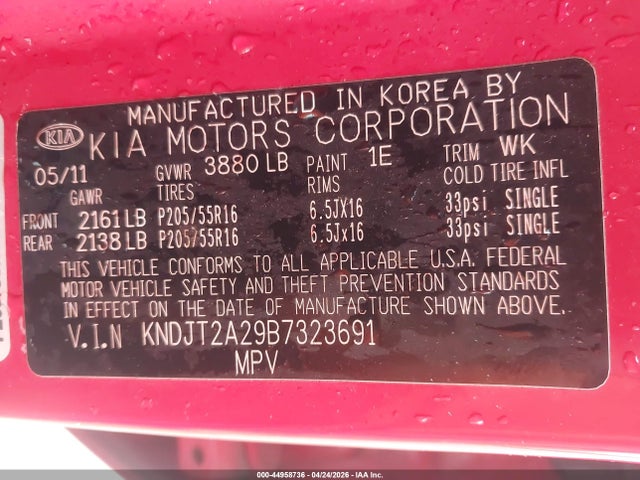 MANUFACTURED IN KOREA BY
KIA KIA MOTORS CORPORATION
05/11 GVWR 3880 LB PAINT 1E TRIM WK
GAWR TIRES RIMS COLD TIRE INFL
FRONT 2161 LB P205/55R16 6.5JX16 33psi SINGLE
REAR 2138 LB P205/55R16 6.5Jx16 33psi SINGLE
THIS VEHICLE CONFORMS TO ALL APPLICABLE U.S.A. FEDERAL
MOTOR VEHICLE SAFETY AND THEFT PREVENTION STANDARDS
IN EFFECT ON THE DATE OF MANUFACTURE SHOWN ABOVE.
V.I.N KNDJT2A29B7323691
MPV
000-44958736 - 04/24/2026 - IAA Inc.